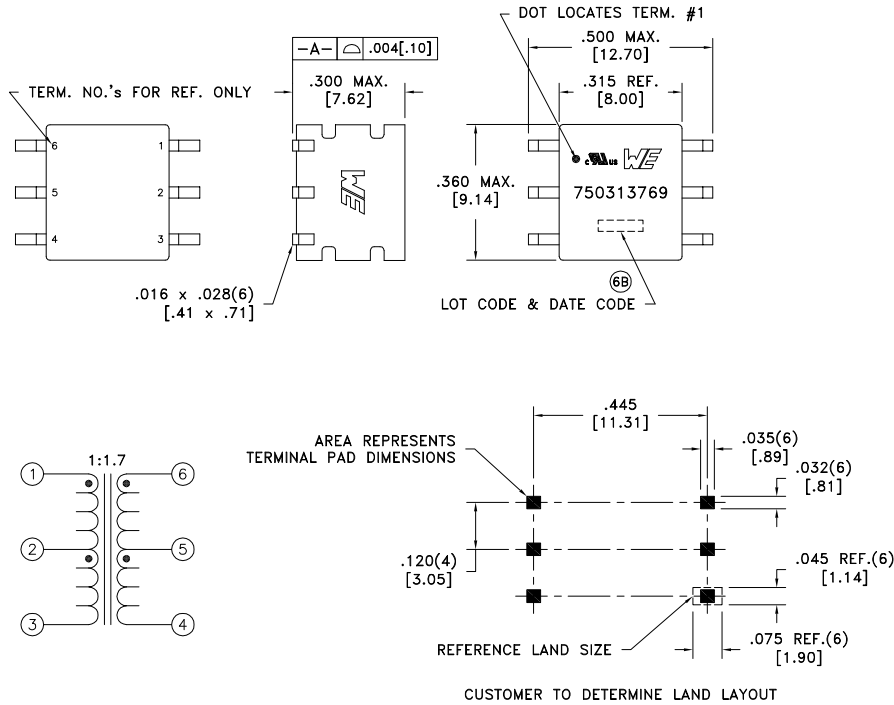 DOT LOCATES TERM. #1
-A- .004[.10]
.500 MAX.
[12.70]
.300 MAX.
[7.62]
.315 REF.
[8.00]
TERM. NO.'s FOR REF. ONLY
6 1
5 2
4 3
WE
c UR us WE
750313769
.360 MAX.
[9.14]
.016 x .028(6)
[.41 x .71]
6B
LOT CODE & DATE CODE
1:1.7
1 6
2 5
3 4
AREA REPRESENTS
TERMINAL PAD DIMENSIONS
.445
[11.31]
.035(6)
[.89]
.032(6)
[.81]
.120(4)
[3.05]
.045 REF.(6)
[1.14]
REFERENCE LAND SIZE
.075 REF.(6)
[1.90]
CUSTOMER TO DETERMINE LAND LAYOUT